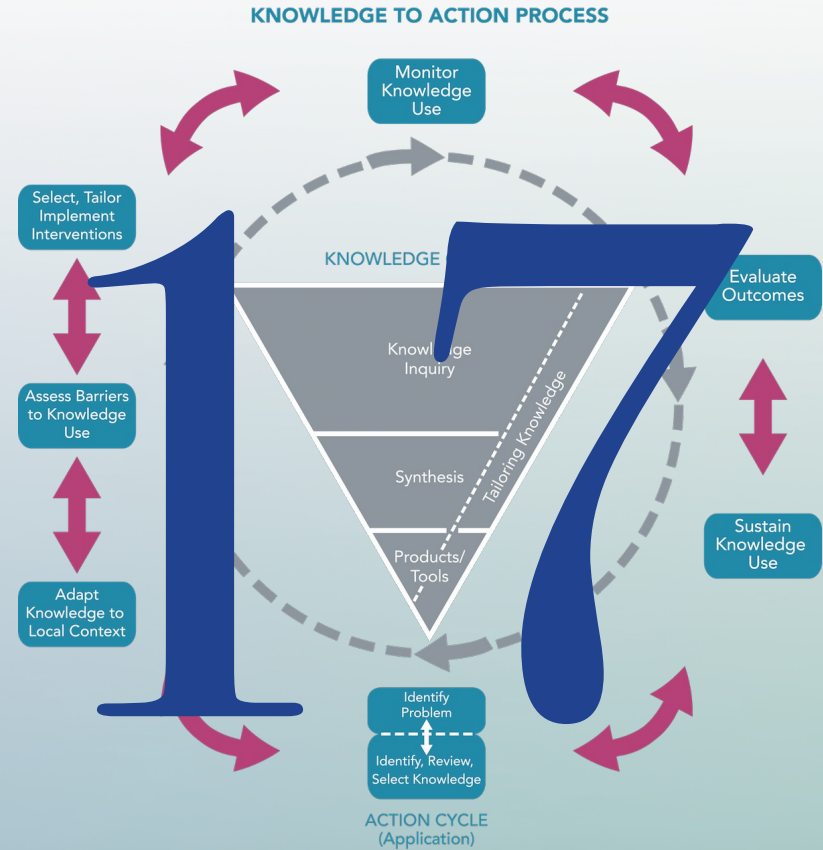 KNOWLEDGE TO ACTION PROCESS
Monitor
Knowledge
Use
Select, Tailor
Implement
Interventions
KNOWLEDGE
Evaluate
Outcomes
17
Knowledge
Inquiry
Tailoring Knowledge
Assess Barriers
to Knowledge
Use
Synthesis
Sustain
Knowledge
Use
Products/
Tools
Adapt
Knowledge to
Local Context
Identify
Problem
Identify, Review,
Select Knowledge
ACTION CYCLE
(Application)